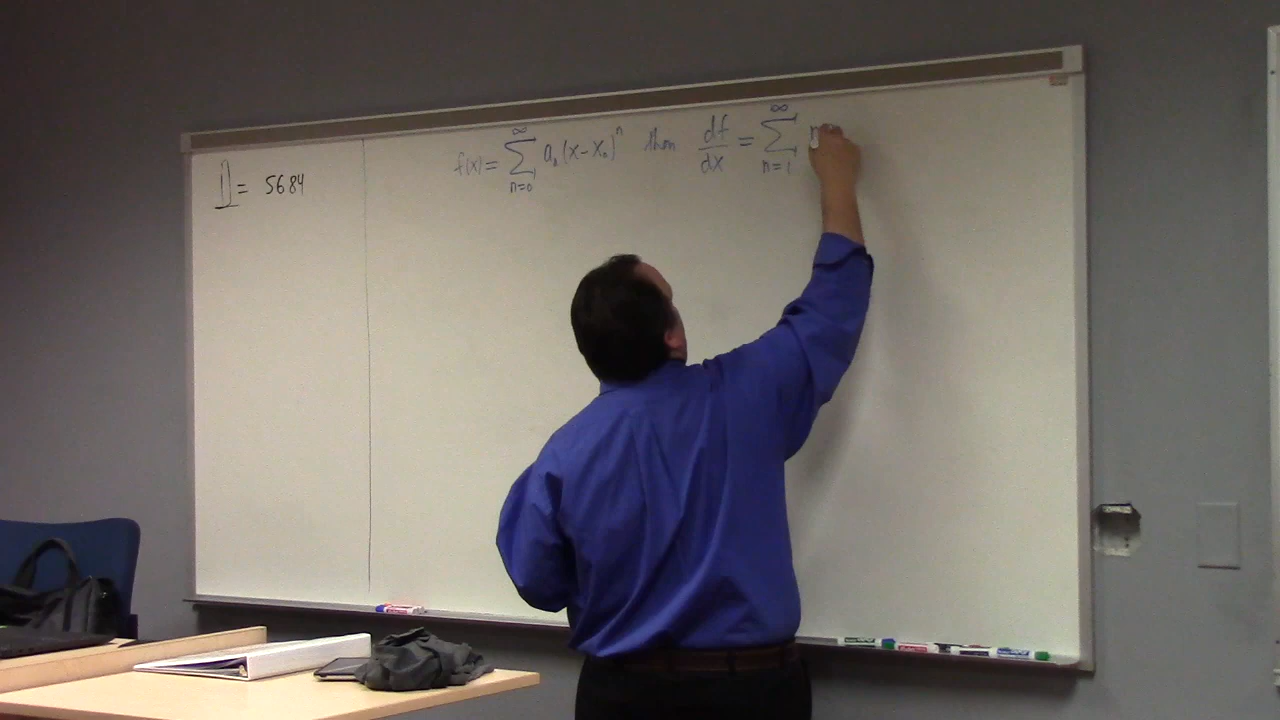 D = 5684
f(x) = ∞ ∑ n=0 aₙ(x-x₀)ⁿ then df/dx = ∞ ∑ n=1 n